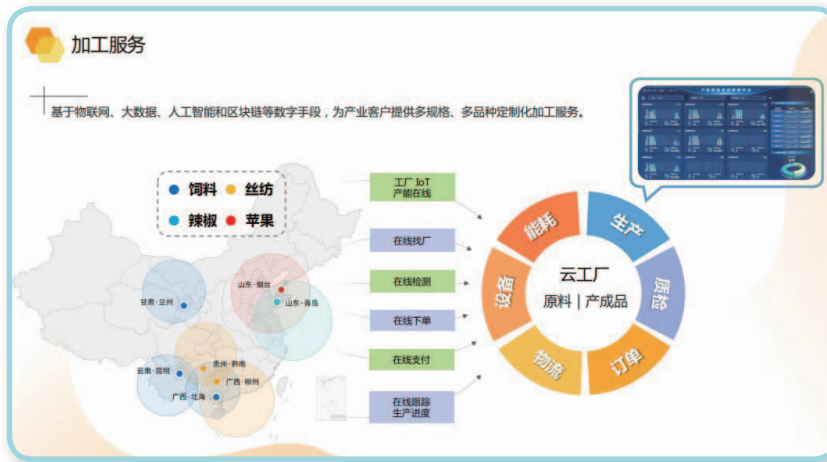 加工服务
基于物联网、大数据、人工智能和区块链等数字手段，为产业客户提供多规格、多品种定制化加工服务。
饲料
丝纺
辣椒
苹果
甘肃·兰州
山东·烟台
山东·青岛
云南·昆明
贵州·黔南
广西·柳州
广西·北海
工厂 IoT
产能在线
在线找厂
在线检测
在线下单
在线支付
在线跟踪
生产进度
能耗
生产
设备
质检
物流
订单
云工厂
原料 | 产成品